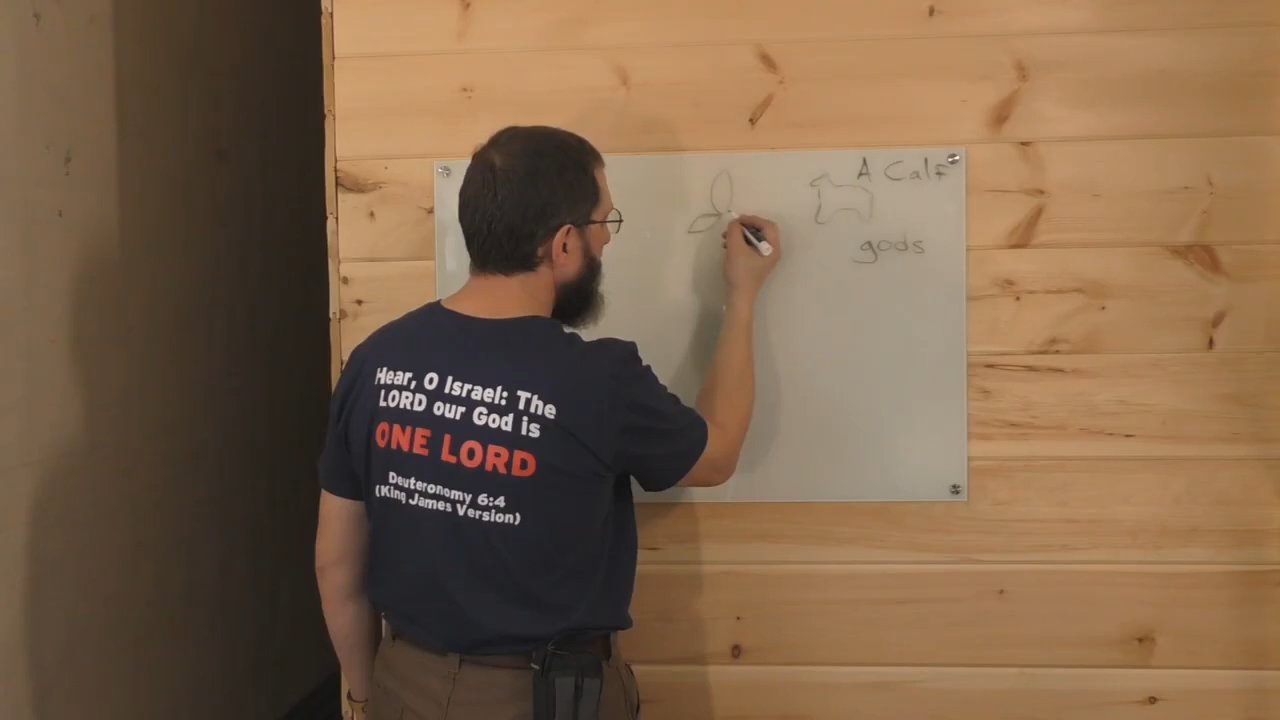 A Calf
gods
Hear, O Israel: The
LORD our God is
ONE LORD
Deuteronomy 6:4
(King James Version)